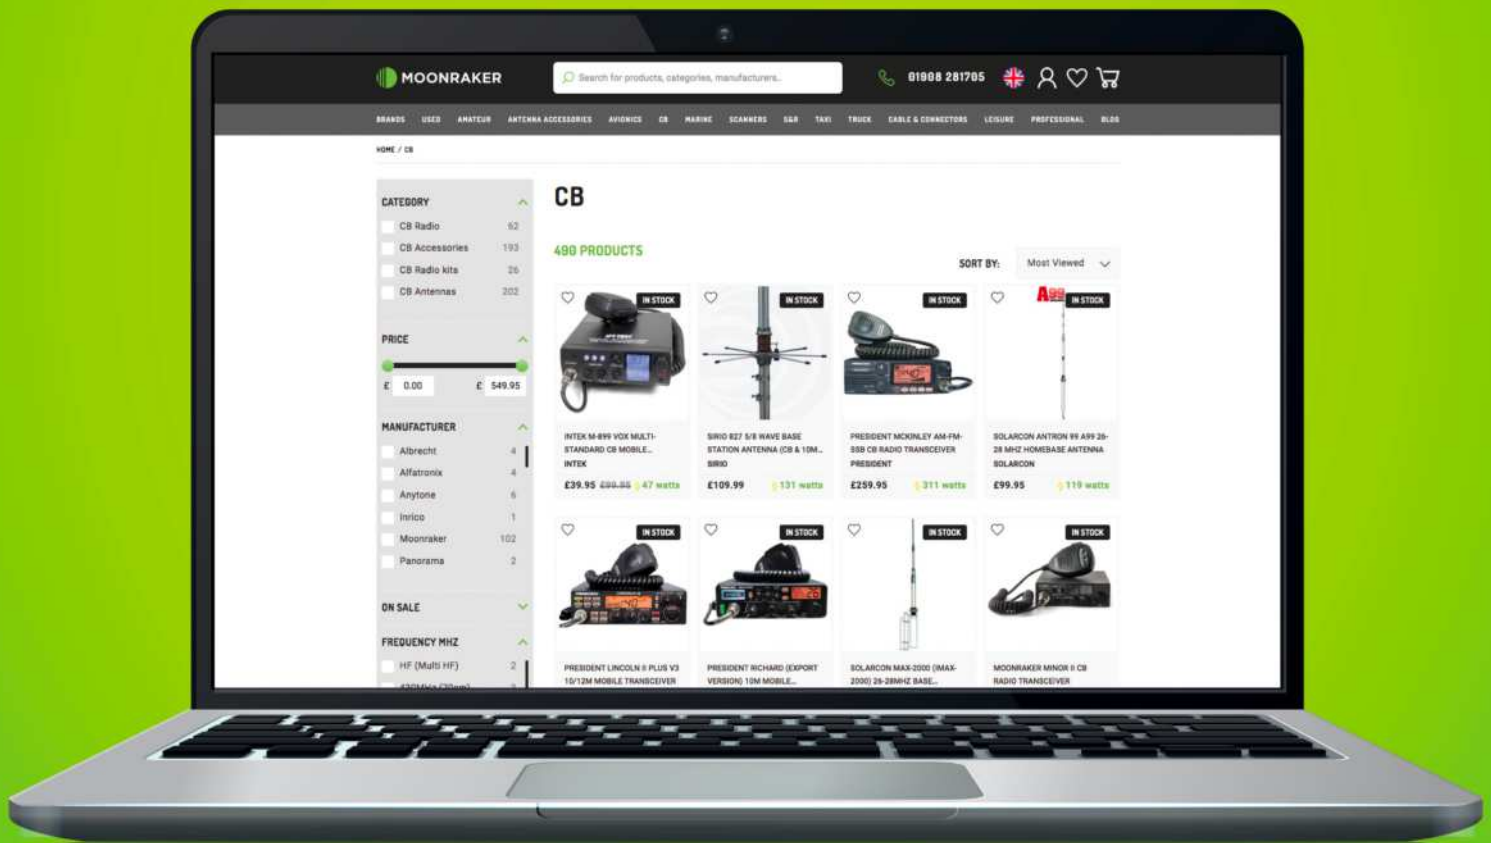 MOONRAKER
Search for products, categories, manufacturers..
01908 281705
BRANDS USED AMATEUR ANTENNA ACCESSORIES AVIONICS CB MARINE SCANNERS S&R TAXI TRUCK CABLE & CONNECTORS LEISURE PROFESSIONAL BLOG
HOME / CB
CATEGORY
CB Radio 62
CB Accessories 193
CB Radio kits 26
CB Antennas 202
PRICE
£ 0.00 £ 549.95
MANUFACTURER
Albrecht 4
Alfatronix 4
Anytone 6
Inrico 1
Moonraker 102
Panorama 2
ON SALE
FREQUENCY MHZ
HF (Multi HF) 2
CB
490 PRODUCTS
SORT BY: Most Viewed
IN STOCK
INTEK M-899 VOX MULTI-
STANDARD CB MOBILE...
INTEK
£39.95 £99.95 47 watts
IN STOCK
SIRIO 827 5/8 WAVE BASE
STATION ANTENNA (CB & 10M...
SIRIO
£109.99 131 watts
IN STOCK
PRESIDENT MCKINLEY AM-FM-
SSB CB RADIO TRANSCEIVER
PRESIDENT
£259.95 311 watts
A99
IN STOCK
SOLARCON ANTRON 99 A99 26-
28 MHZ HOMEBASE ANTENNA
SOLARCON
£99.95 119 watts
IN STOCK
PRESIDENT LINCOLN II PLUS V3
10/12M MOBILE TRANSCEIVER
IN STOCK
PRESIDENT RICHARD (EXPORT
VERSION) 10M MOBILE...
IN STOCK
SOLARCON MAX-2000 (IMAX-
2000) 26-28MHZ BASE...
IN STOCK
MOONRAKER MINOR II CB
RADIO TRANSCEIVER